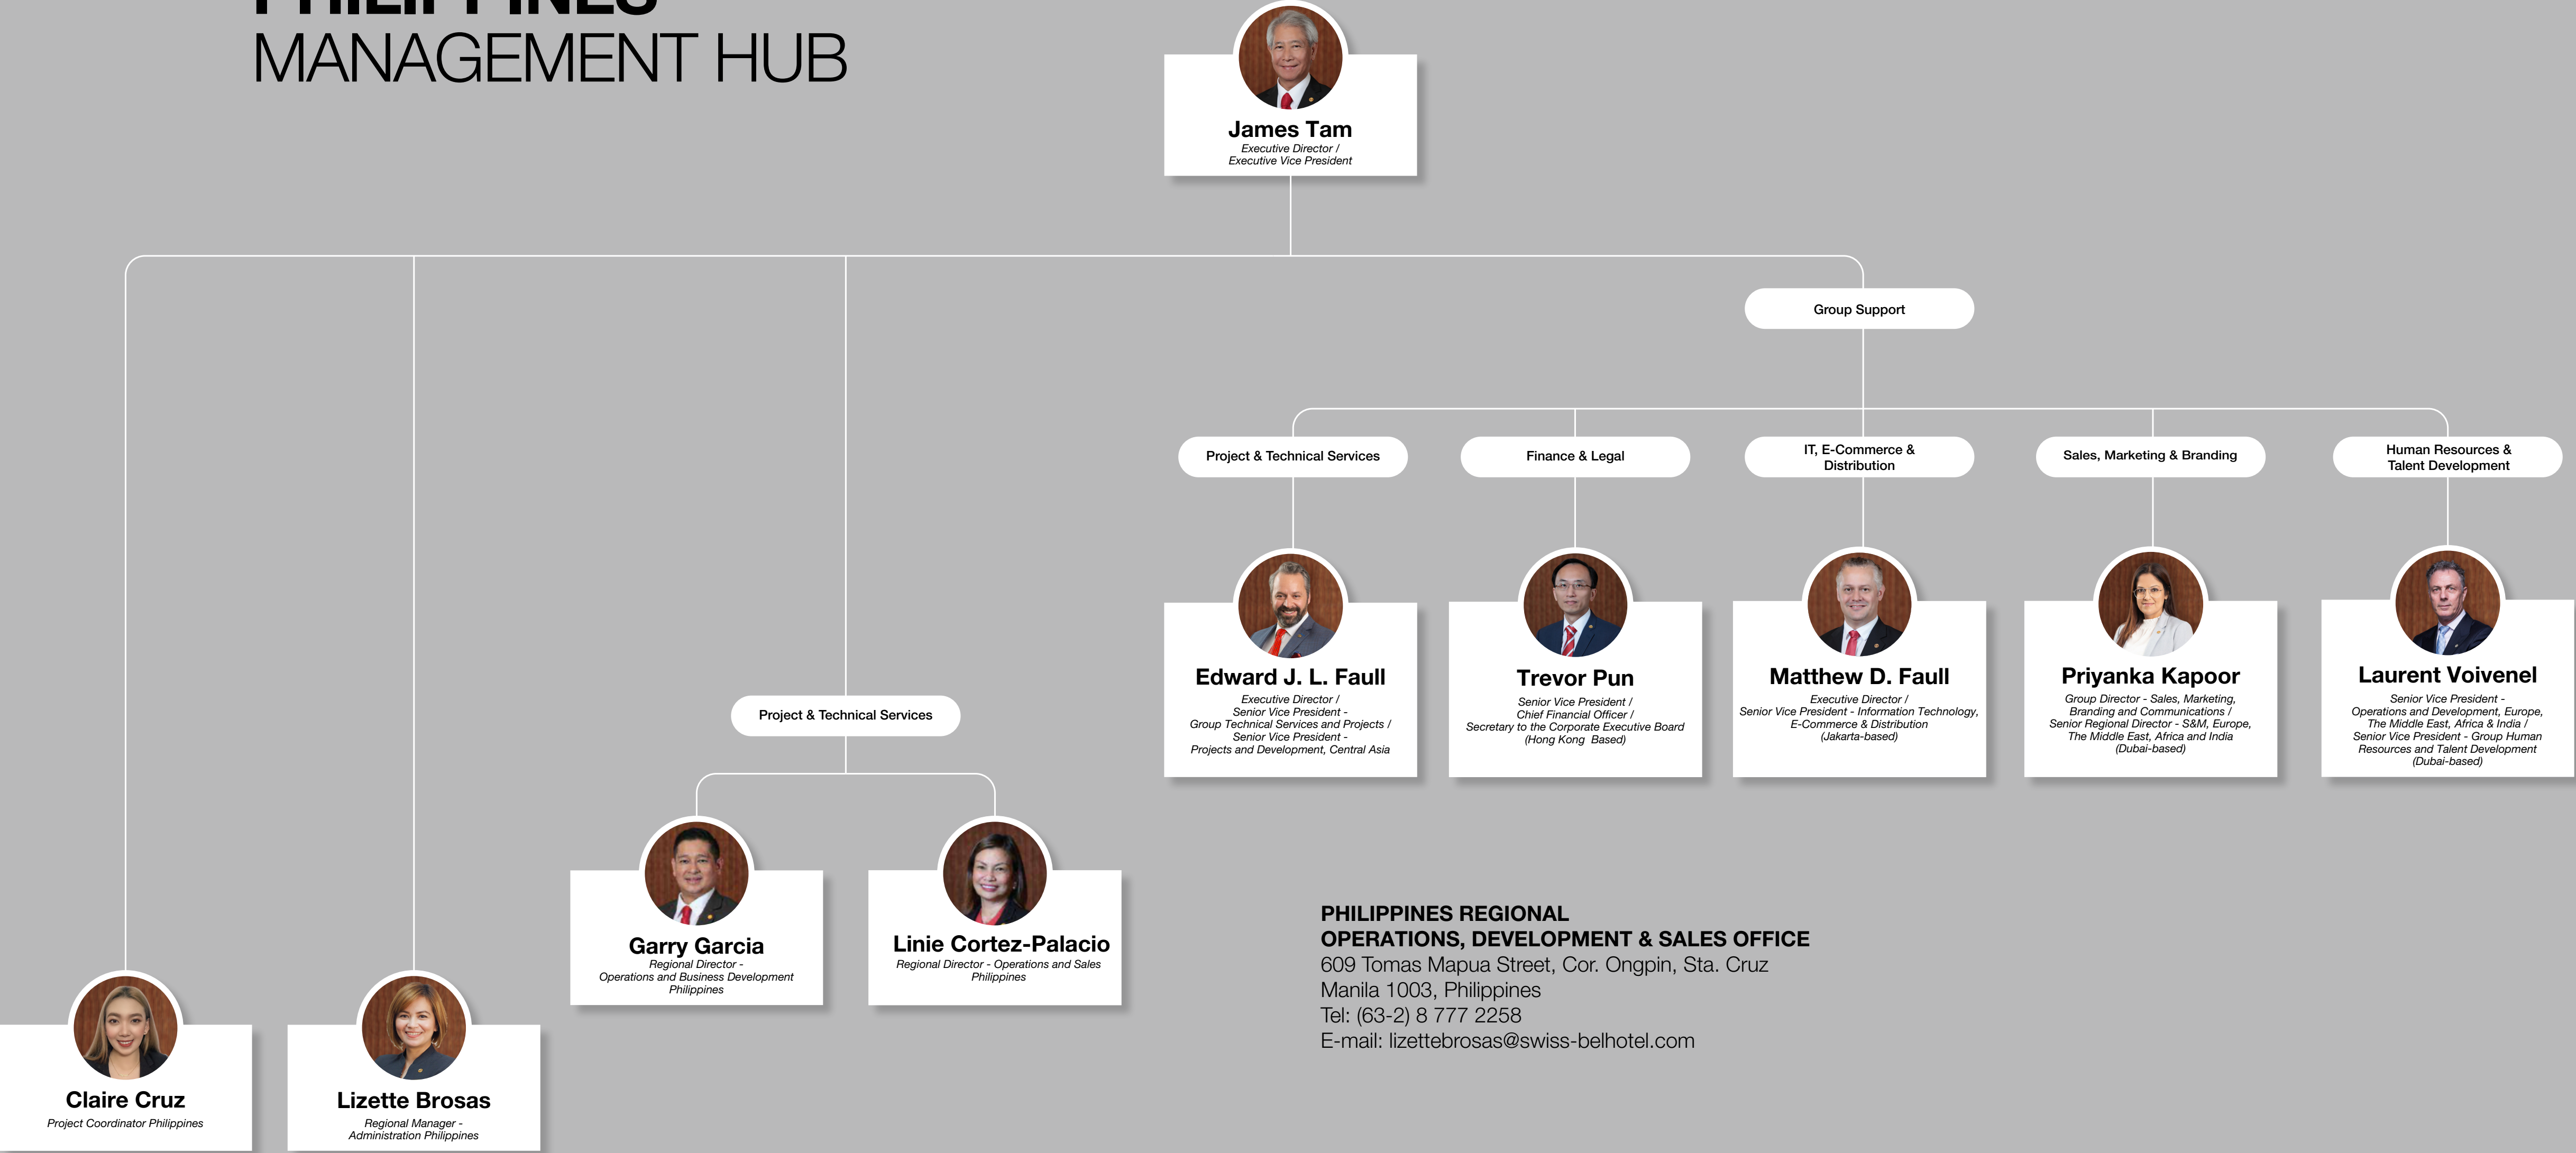 PHILIPPINES
MANAGEMENT HUB
James Tam
Executive Director /
Executive Vice President
Group Support
Project & Technical Services
Finance & Legal
IT, E-Commerce &
Distribution
Sales, Marketing & Branding
Human Resources &
Talent Development
Edward J. L. Faull
Executive Director /
Senior Vice President -
Group Technical Services and Projects /
Senior Vice President -
Projects and Development, Central Asia
Trevor Pun
Senior Vice President /
Chief Financial Officer /
Secretary to the Corporate Executive Board
(Hong Kong  Based)
Matthew D. Faull
Executive Director /
Senior Vice President - Information Technology,
E-Commerce & Distribution
(Jakarta-based)
Priyanka Kapoor
Group Director - Sales, Marketing,
Branding and Communications /
Senior Regional Director - S&M, Europe,
The Middle East, Africa and India
(Dubai-based)
Laurent Voivenel
Senior Vice President -
Operations and Development, Europe,
The Middle East, Africa & India /
Senior Vice President - Group Human
Resources and Talent Development
(Dubai-based)
Project & Technical Services
Garry Garcia
Regional Director -
Operations and Business Development
Philippines
Linie Cortez-Palacio
Regional Director - Operations and Sales
Philippines
Claire Cruz
Project Coordinator Philippines
Lizette Brosas
Regional Manager -
Administration Philippines
PHILIPPINES REGIONAL
OPERATIONS, DEVELOPMENT & SALES OFFICE
609 Tomas Mapua Street, Cor. Ongpin, Sta. Cruz
Manila 1003, Philippines
Tel: (63-2) 8 777 2258
E-mail: lizettebrosas@swiss-belhotel.com